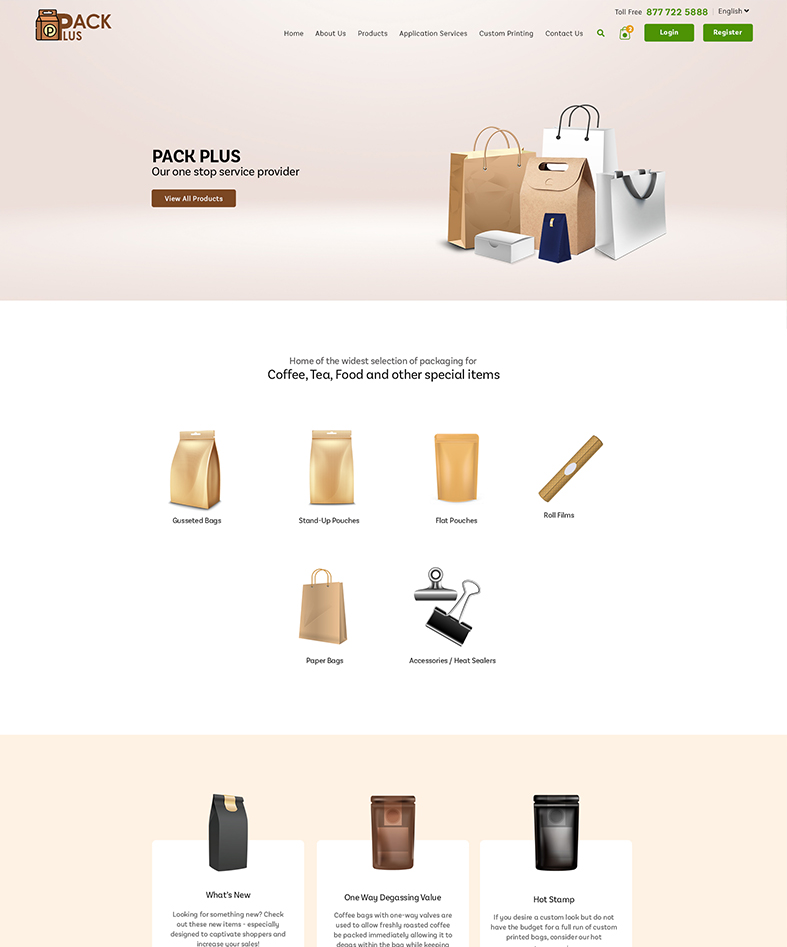 PACK
PLUS
Toll Free 877 722 5888 English
Home About Us Products Application Services Custom Printing Contact Us
Login Register
PACK PLUS
Our one stop service provider
View All Products
Home of the widest selection of packaging for
Coffee, Tea, Food and other special items
Gusseted Bags Stand-Up Pouches Flat Pouches Roll Films
Paper Bags Accessories / Heat Sealers
What's New
Looking for something new? Check
out these new items - especially
designed to captivate shoppers and
increase your sales!
One Way Degassing Value
Coffee bags with one-way valves are
used to allow freshly roasted coffee
be packed immediately allowing it to
degas within the bag while keeping
Hot Stamp
If you desire a custom look but do not
have the budget for a full run of custom
printed bags, consider our hot